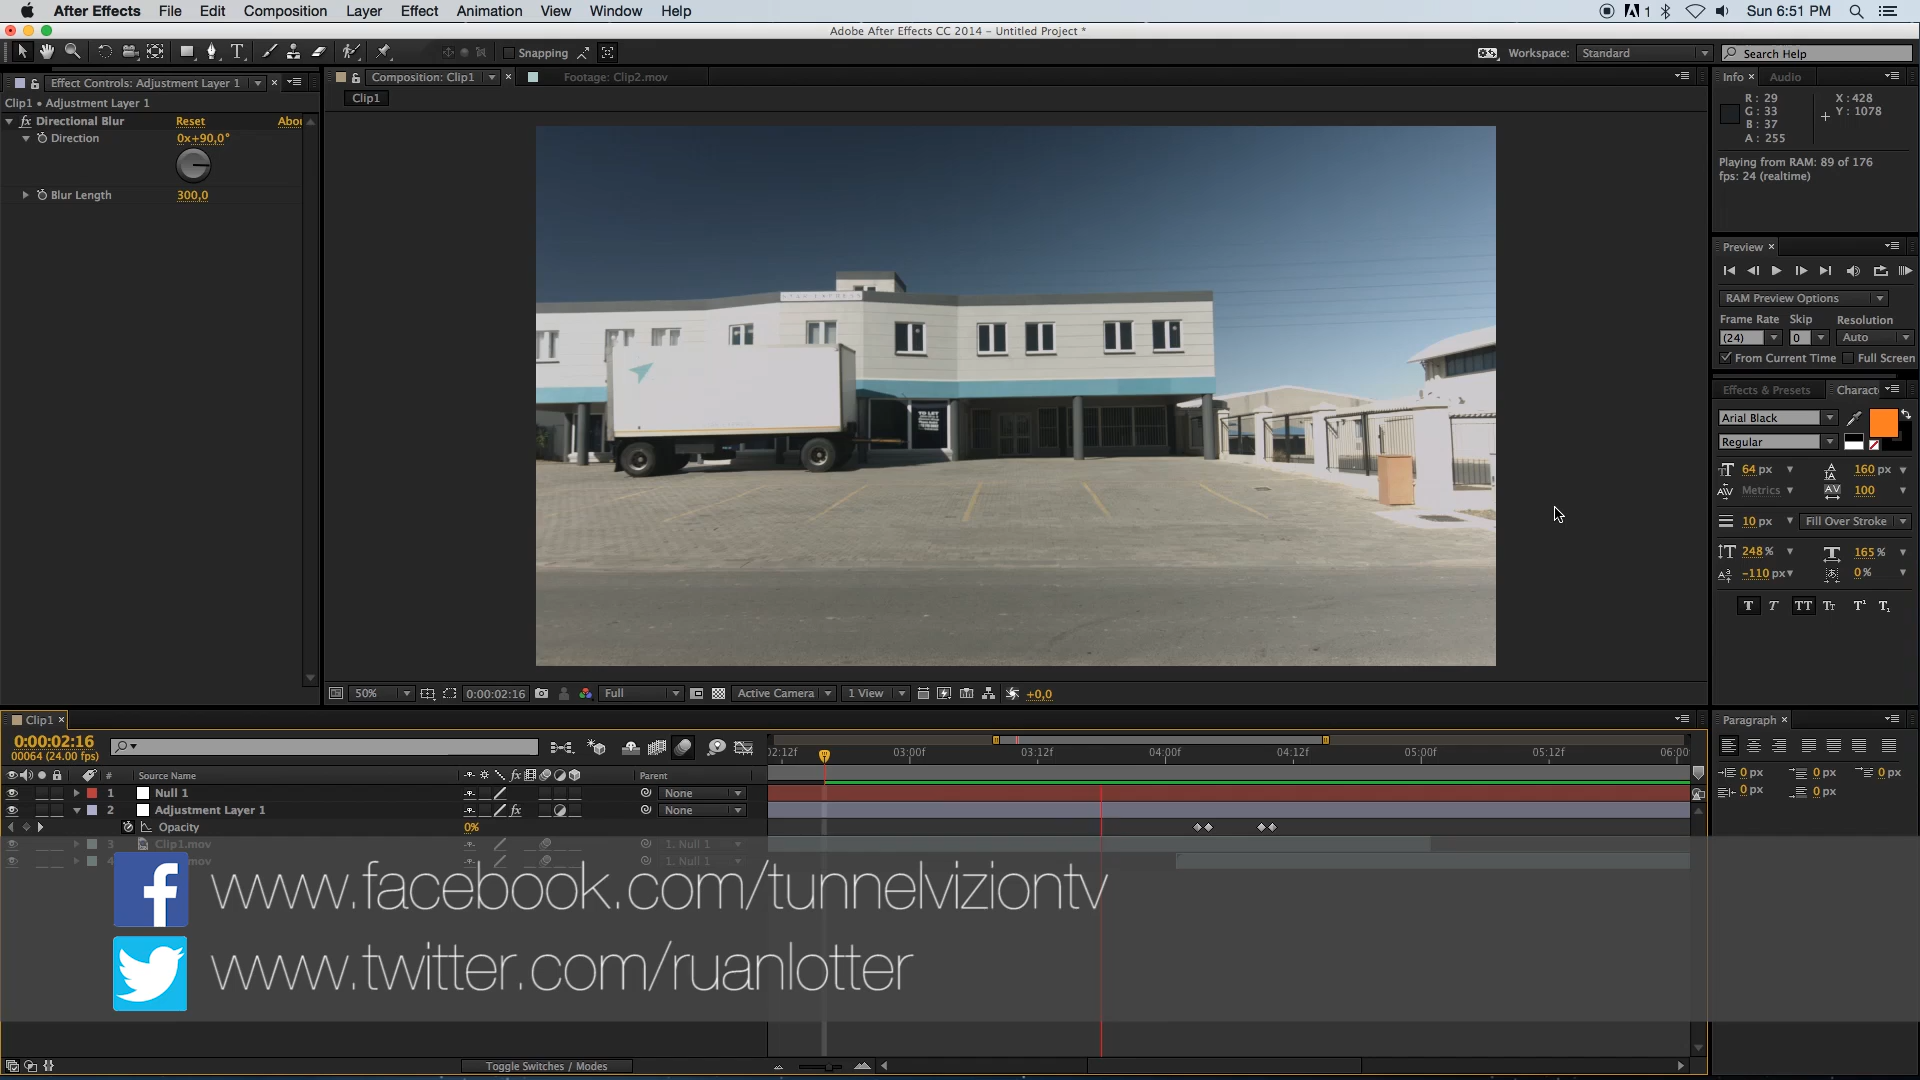 After Effects File Edit Composition Layer Effect Animation View Window Help 1 Sun 6:51 PM
Adobe After Effects CC 2014 – Untitled Project *
Snapping Workspace: Standard Search Help
Effect Controls: Adjustment Layer 1
Clip1 • Adjustment Layer 1
fx Directional Blur Reset Abou
Direction 0x+90,0°
Blur Length 300,0
Composition: Clip1 Footage: Clip2.mov
Clip1
TO LET
50% 0:00:02:16 Full Active Camera 1 View +0,0
Info Audio
R: 29 X: 428
G: 33 Y: 1078
B: 37
A: 255
Playing from RAM: 89 of 176
fps: 24 (realtime)
Preview
RAM Preview Options
Frame Rate Skip Resolution
(24) 0 Auto
From Current Time Full Screen
Effects & Presets Charact
Arial Black
Regular
64 px 160 px
Metrics 100
10 px Fill Over Stroke
248 % 165 %
-110 px 0 %
T T TT Tt T¹ T₁
Clip1
0:00:02:16
00064 (24.00 fps)
02:12f 03:00f 03:12f 04:00f 04:12f 05:00f 05:12f 06:00f
# Source Name fx Parent
1 Null 1 None
2 Adjustment Layer 1 fx None
Opacity 0%
3 Clip1.mov 1. Null 1
4 .mov 1. Null 1
f www.facebook.com/tunnelviziontv
www.twitter.com/ruanlotter
Toggle Switches / Modes
Paragraph
0 px 0 px 0 px
0 px 0 px